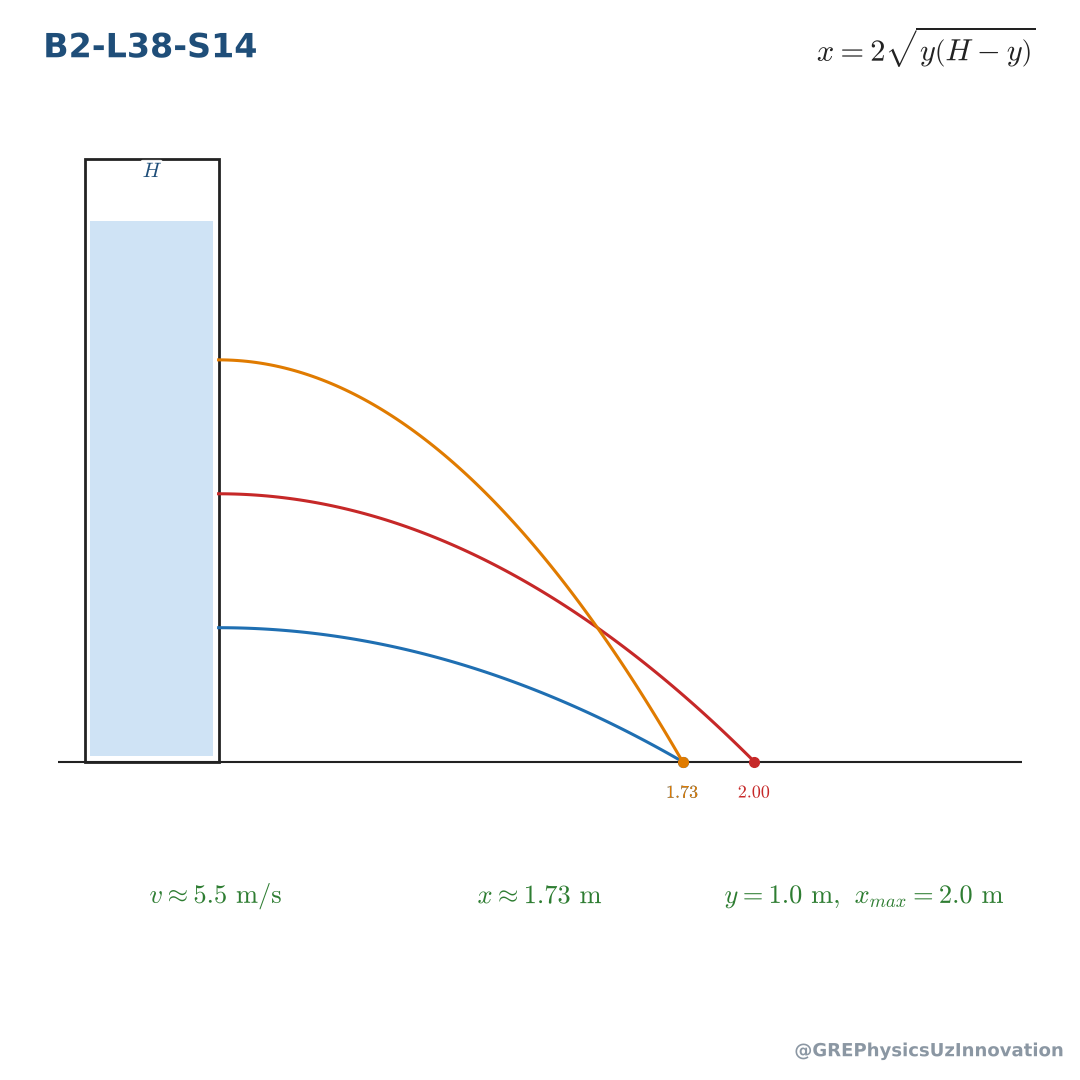 B2-L38-S14
x = 2√y(H − y)
H
1.73
2.00
v ≈ 5.5 m/s
x ≈ 1.73 m
y = 1.0 m, x_max = 2.0 m
@GREPhysicsUzInnovation